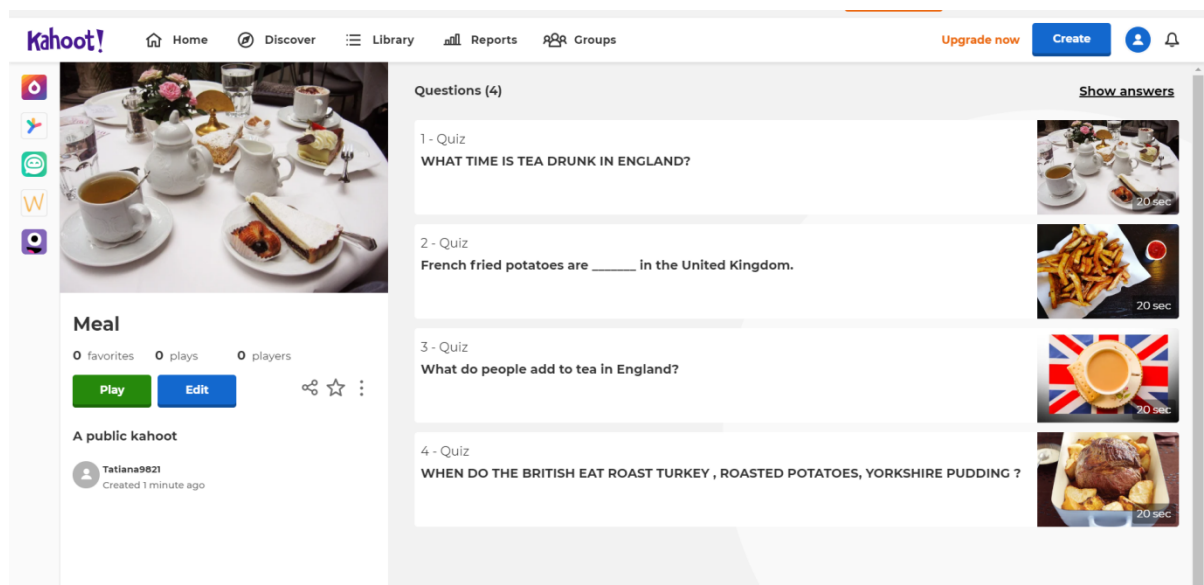 Kahoot!
Home
Discover
Library
Reports
Groups
Upgrade now
Create
W
Meal
0 favorites 0 plays 0 players
Play
Edit
A public kahoot
Tatiana9821
Created 1 minute ago
Questions (4)
Show answers
1 - Quiz
WHAT TIME IS TEA DRUNK IN ENGLAND?
20 sec
2 - Quiz
French fried potatoes are _______ in the United Kingdom.
20 sec
3 - Quiz
What do people add to tea in England?
20 sec
4 - Quiz
WHEN DO THE BRITISH EAT ROAST TURKEY , ROASTED POTATOES, YORKSHIRE PUDDING ?
20 sec